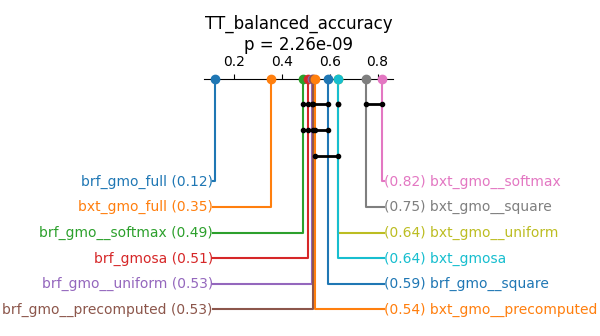 TT_balanced_accuracy
p = 2.26e-09
0.2 0.4 0.6 0.8
brf_gmo_full (0.12)
bxt_gmo_full (0.35)
brf_gmo__softmax (0.49)
brf_gmosa (0.51)
brf_gmo__uniform (0.53)
brf_gmo__precomputed (0.53)
(0.82) bxt_gmo__softmax
(0.75) bxt_gmo__square
(0.64) bxt_gmo__uniform
(0.64) bxt_gmosa
(0.59) brf_gmo__square
(0.54) bxt_gmo__precomputed